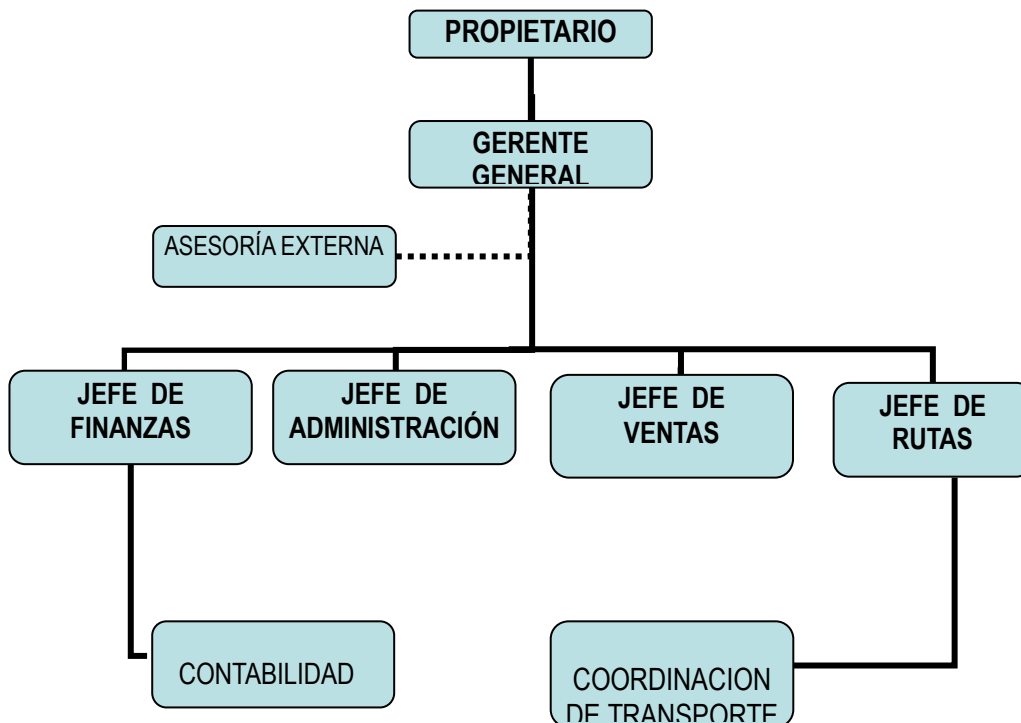 PROPIETARIO
GERENTE
GENERAL
ASESORÍA EXTERNA
JEFE DE
FINANZAS
JEFE DE
ADMINISTRACIÓN
JEFE DE
VENTAS
JEFE DE
RUTAS
CONTABILIDAD
COORDINACION
DE TRANSPORTE